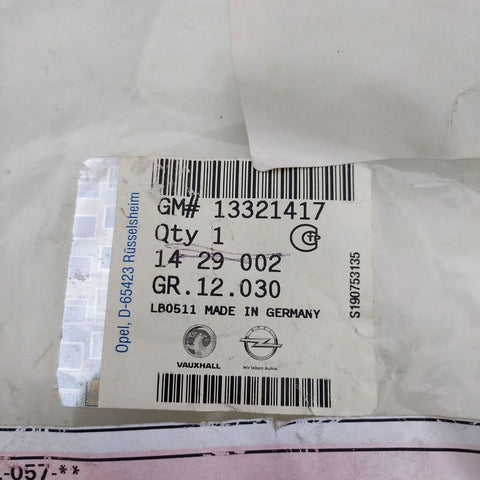 Opel, D-65423 Rüsselsheim
GM# 13321417
Qty 1
14 29 002
GR.12.030
LB0511 MADE IN GERMANY
S190753135
VAUXHALL
Wir leben Autos.
-057-**